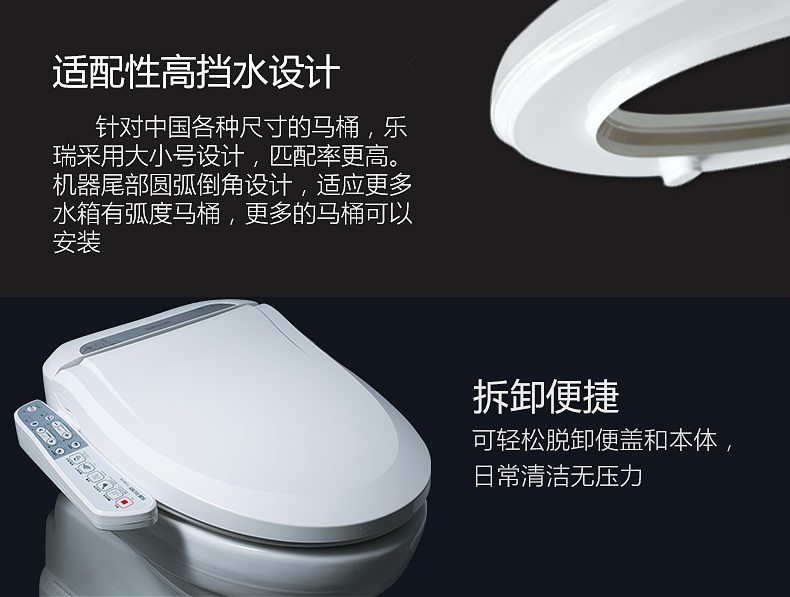 适配性高挡水设计
针对中国各种尺寸的马桶，乐
瑞采用大小号设计，匹配率更高。
机器尾部圆弧倒角设计，适应更多
水箱有弧度马桶，更多的马桶可以
安装
拆卸便捷
可轻松脱卸便盖和本体，
日常清洁无压力